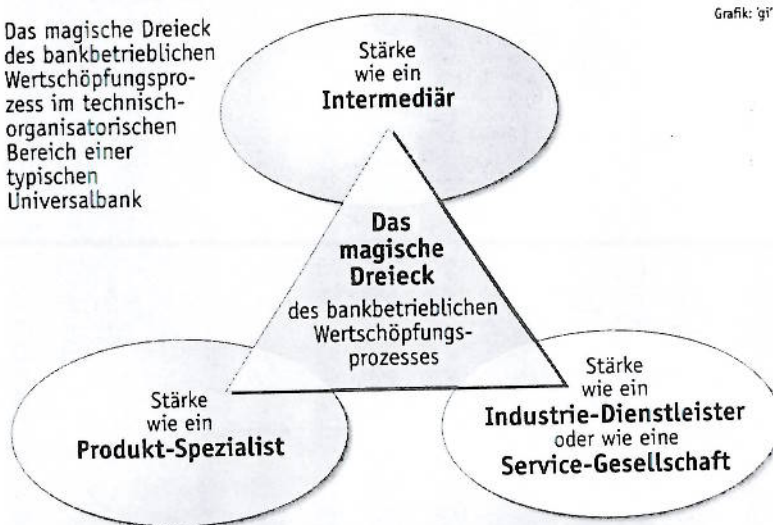 Das magische Dreieck
des bankbetrieblichen
Wertschöpfungspro-
zess im technisch-
organisatorischen
Bereich einer
typischen
Universalbank
Grafik: 'gi'
Stärke
wie ein
Intermediär
Das
magische
Dreieck
des bankbetrieblichen
Wertschöpfungs-
prozesses
Stärke
wie ein
Produkt-Spezialist
Stärke
wie ein
Industrie-Dienstleister
oder wie eine
Service-Gesellschaft